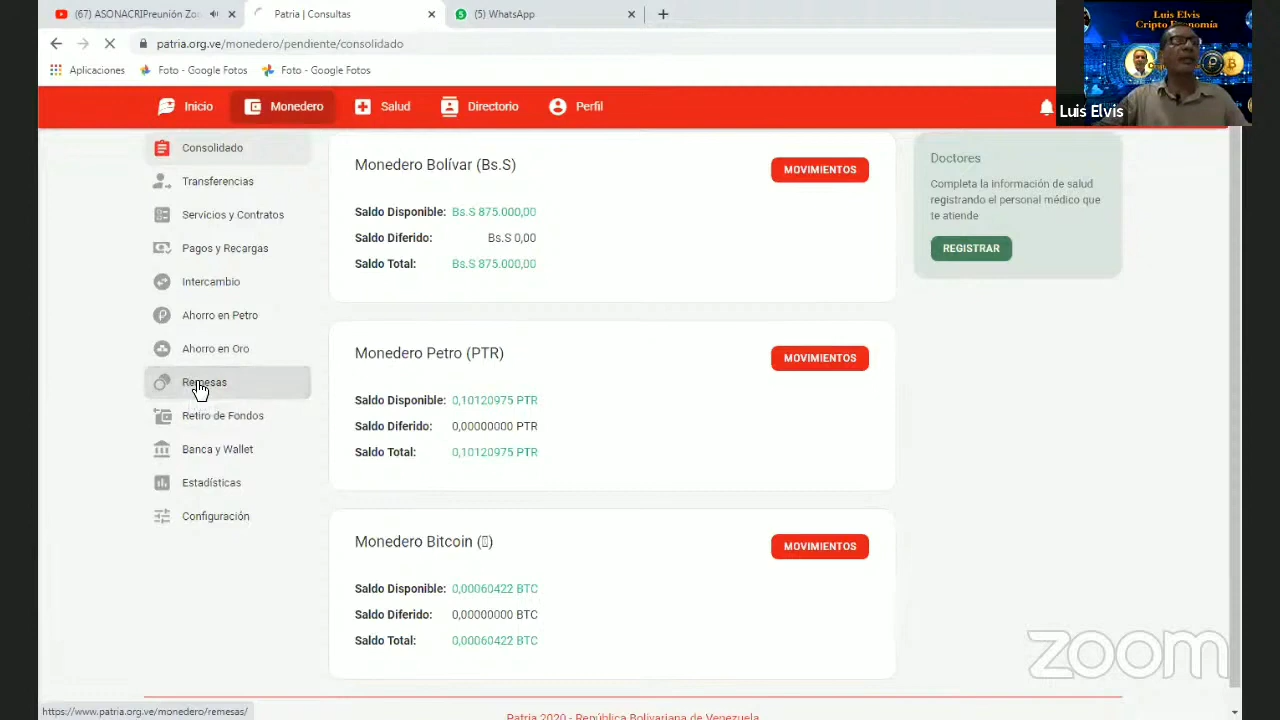 (67) ASONACRIPreunión Zo
Patria | Consultas
(5) WhatsApp
patria.org.ve/monedero/pendiente/consolidado
Aplicaciones
Foto - Google Fotos
Foto - Google Fotos
Luis Elvis
Cripto Economía
Luis Elvis
Inicio
Monedero
Salud
Directorio
Perfil
Consolidado
Transferencias
Servicios y Contratos
Pagos y Recargas
Intercambio
Ahorro en Petro
Ahorro en Oro
Remesas
Retiro de Fondos
Banca y Wallet
Estadísticas
Configuración
Monedero Bolívar (Bs.S)
MOVIMIENTOS
Saldo Disponible: Bs.S 875.000,00
Saldo Diferido: Bs.S 0,00
Saldo Total: Bs.S 875.000,00
Monedero Petro (PTR)
MOVIMIENTOS
Saldo Disponible: 0,10120975 PTR
Saldo Diferido: 0,00000000 PTR
Saldo Total: 0,10120975 PTR
Monedero Bitcoin (▯)
MOVIMIENTOS
Saldo Disponible: 0,00060422 BTC
Saldo Diferido: 0,00000000 BTC
Saldo Total: 0,00060422 BTC
Doctores
Completa la información de salud
registrando el personal médico que
te atiende
REGISTRAR
zoom
https://www.patria.org.ve/monedero/remesas/
Patria 2020 - República Bolivariana de Venezuela